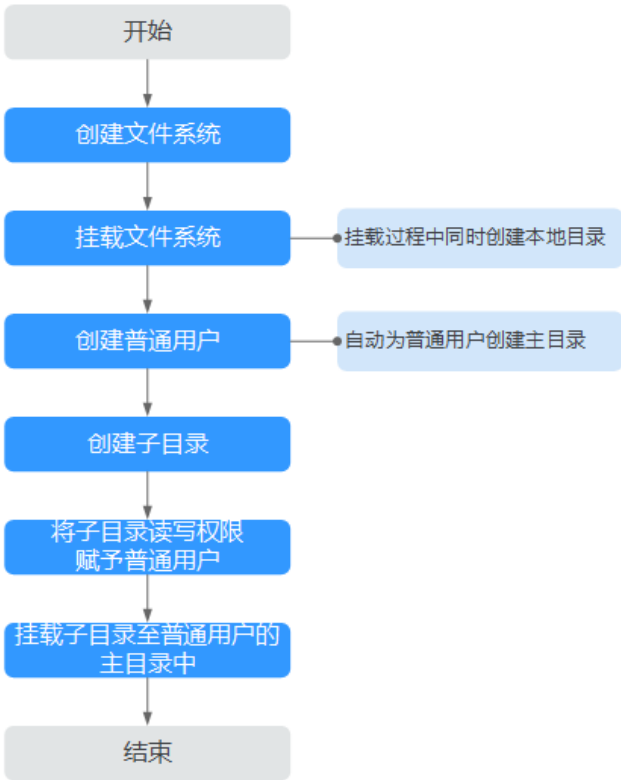 开始
创建文件系统
挂载文件系统
挂载过程中同时创建本地目录
创建普通用户
自动为普通用户创建主目录
创建子目录
将子目录读写权限
赋予普通用户
挂载子目录至普通用户的
主目录中
结束